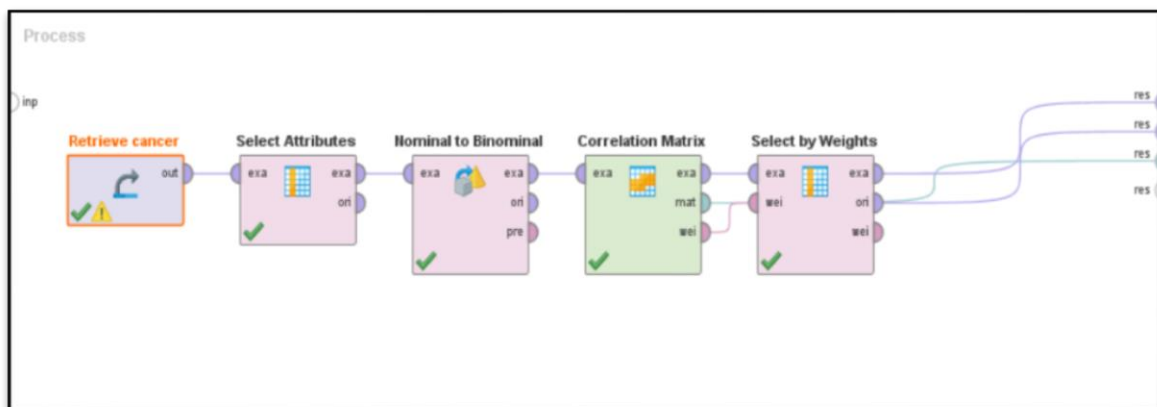 Process
inp
Retrieve cancer
out
Select Attributes
exa
exa
ori
Nominal to Binominal
exa
exa
ori
pre
Correlation Matrix
exa
exa
mat
wei
Select by Weights
exa
exa
wei
ori
wei
res
res
res
res